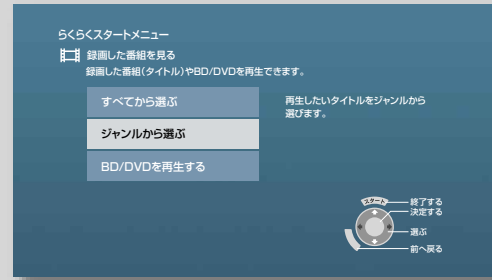 らくらくスタートメニュー
録画した番組を見る
録画した番組(タイトル)やBD/DVDを再生できます。
すべてから選ぶ
再生したいタイトルをジャンルから
選びます。
ジャンルから選ぶ
BD/DVDを再生する
スタート
終了する
決定する
選ぶ
前へ戻る